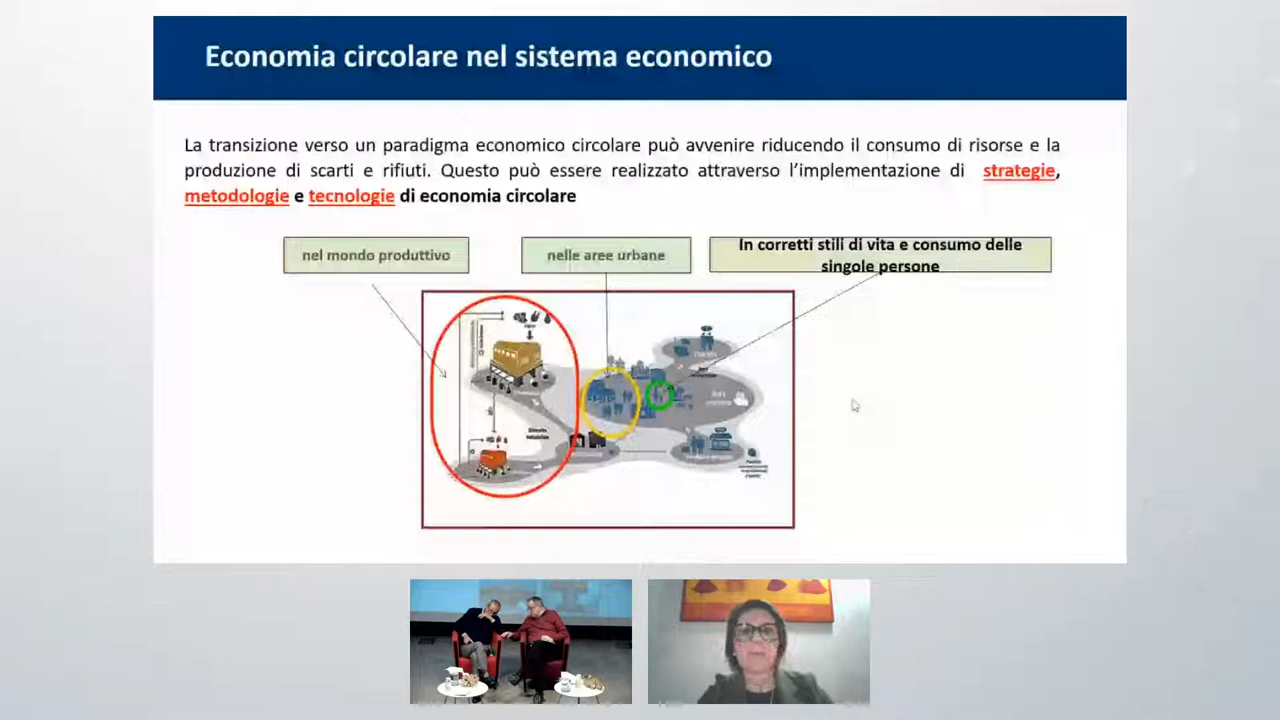 Economia circolare nel sistema economico
La transizione verso un paradigma economico circolare può avvenire riducendo il consumo di risorse e la
produzione di scarti e rifiuti. Questo può essere realizzato attraverso l'implementazione di strategie,
metodologie e tecnologie di economia circolare
nel mondo produttivo
nelle aree urbane
In corretti stili di vita e consumo delle
singole persone